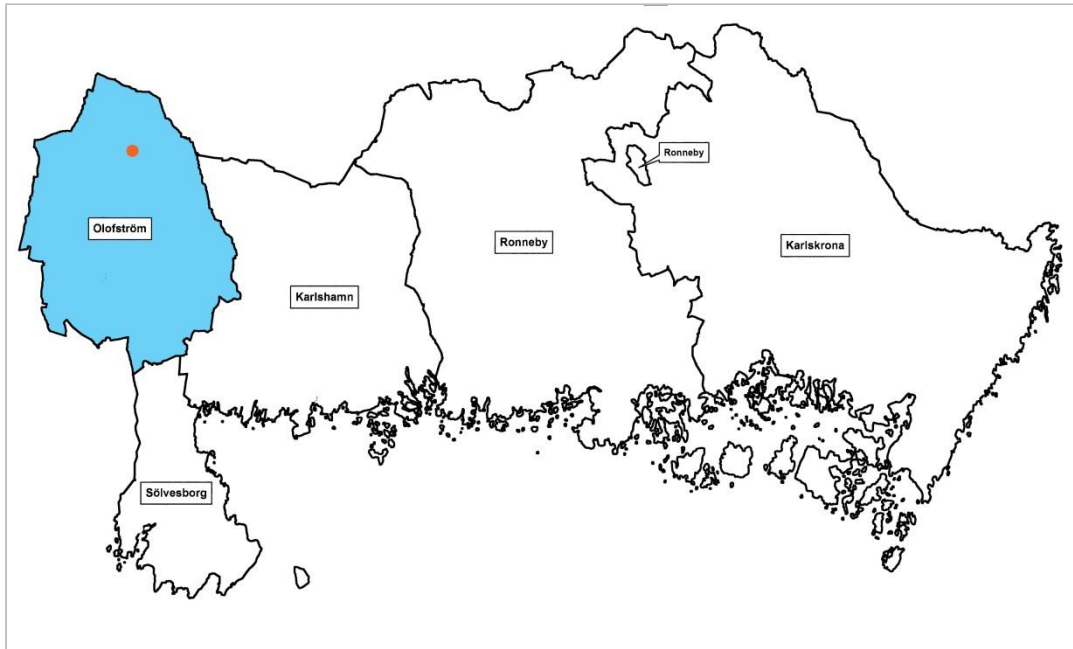 Ronneby
Olofström
Ronneby
Karlskrona
Karlshamn
Sölvesborg